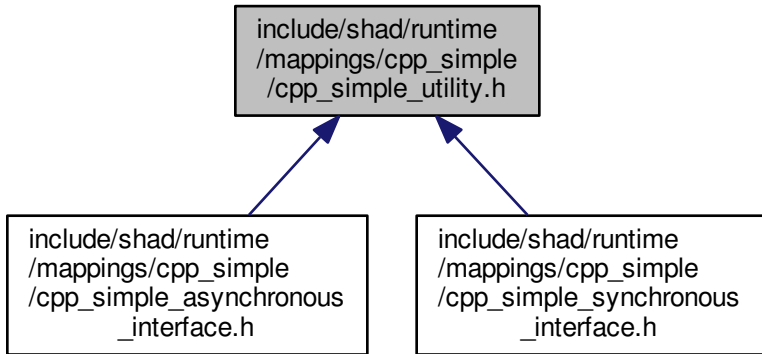 include/shad/runtime
/mappings/cpp_simple
/cpp_simple_utility.h
include/shad/runtime
/mappings/cpp_simple
/cpp_simple_asynchronous
_interface.h
include/shad/runtime
/mappings/cpp_simple
/cpp_simple_synchronous
_interface.h